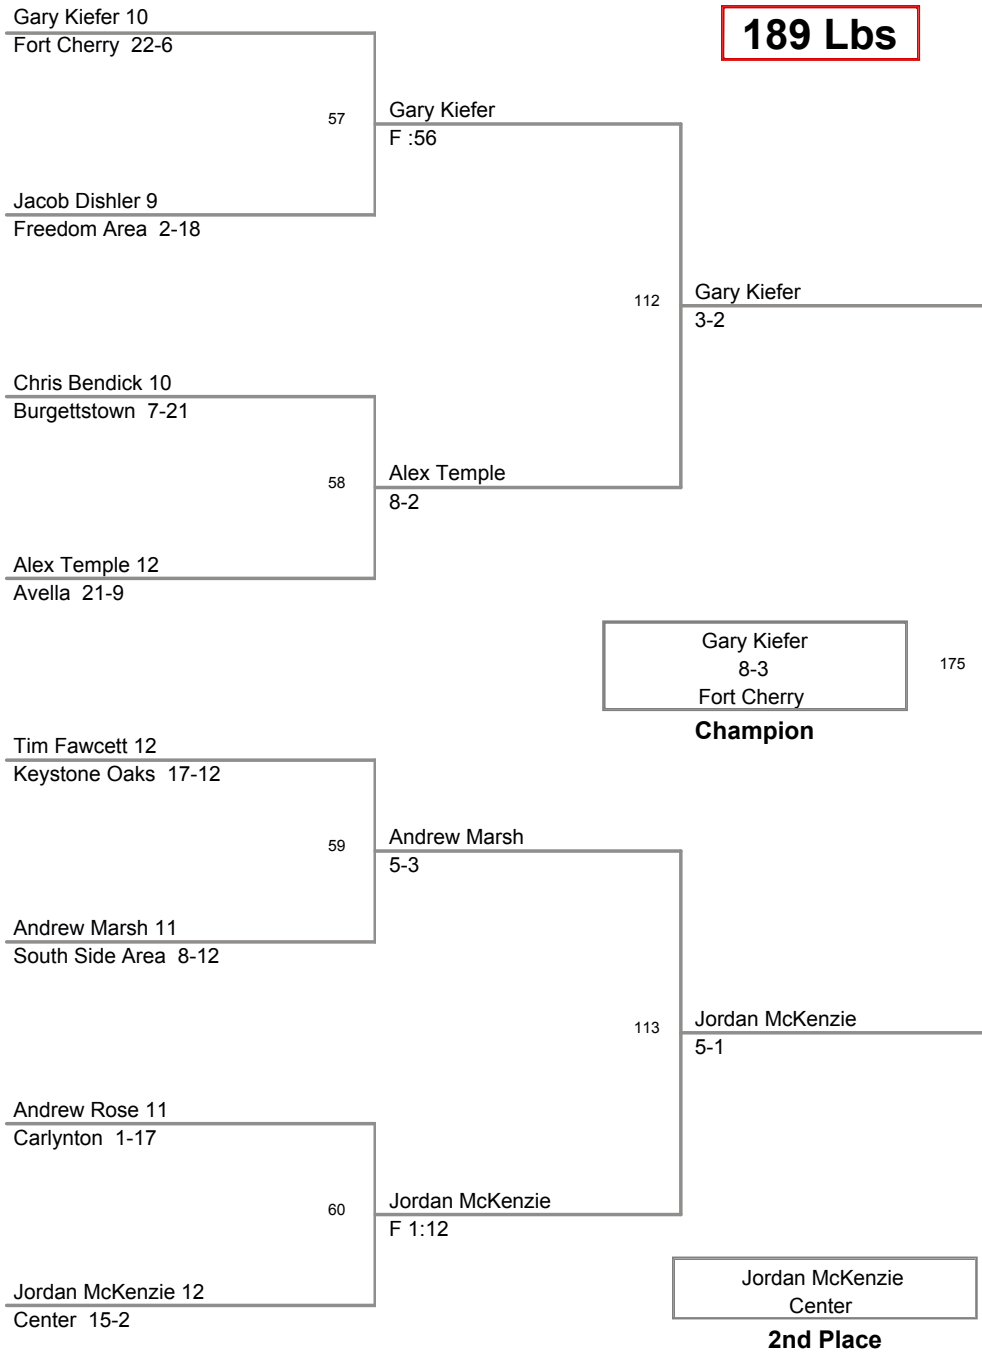 Gary Kiefer 10
189 Lbs
Fort Cherry  22-6
57
Gary Kiefer
F :56
Jacob Dishler 9
Freedom Area  2-18
112
Gary Kiefer
3-2
Chris Bendick 10
Burgettstown  7-21
58
Alex Temple
8-2
Alex Temple 12
Avella  21-9
Gary Kiefer
8-3
Fort Cherry
175
Champion
Tim Fawcett 12
Keystone Oaks  17-12
59
Andrew Marsh
5-3
Andrew Marsh 11
South Side Area  8-12
113
Jordan McKenzie
5-1
Andrew Rose 11
Carlynton  1-17
60
Jordan McKenzie
F 1:12
Jordan McKenzie 12
Center  15-2
Jordan McKenzie
Center
2nd Place